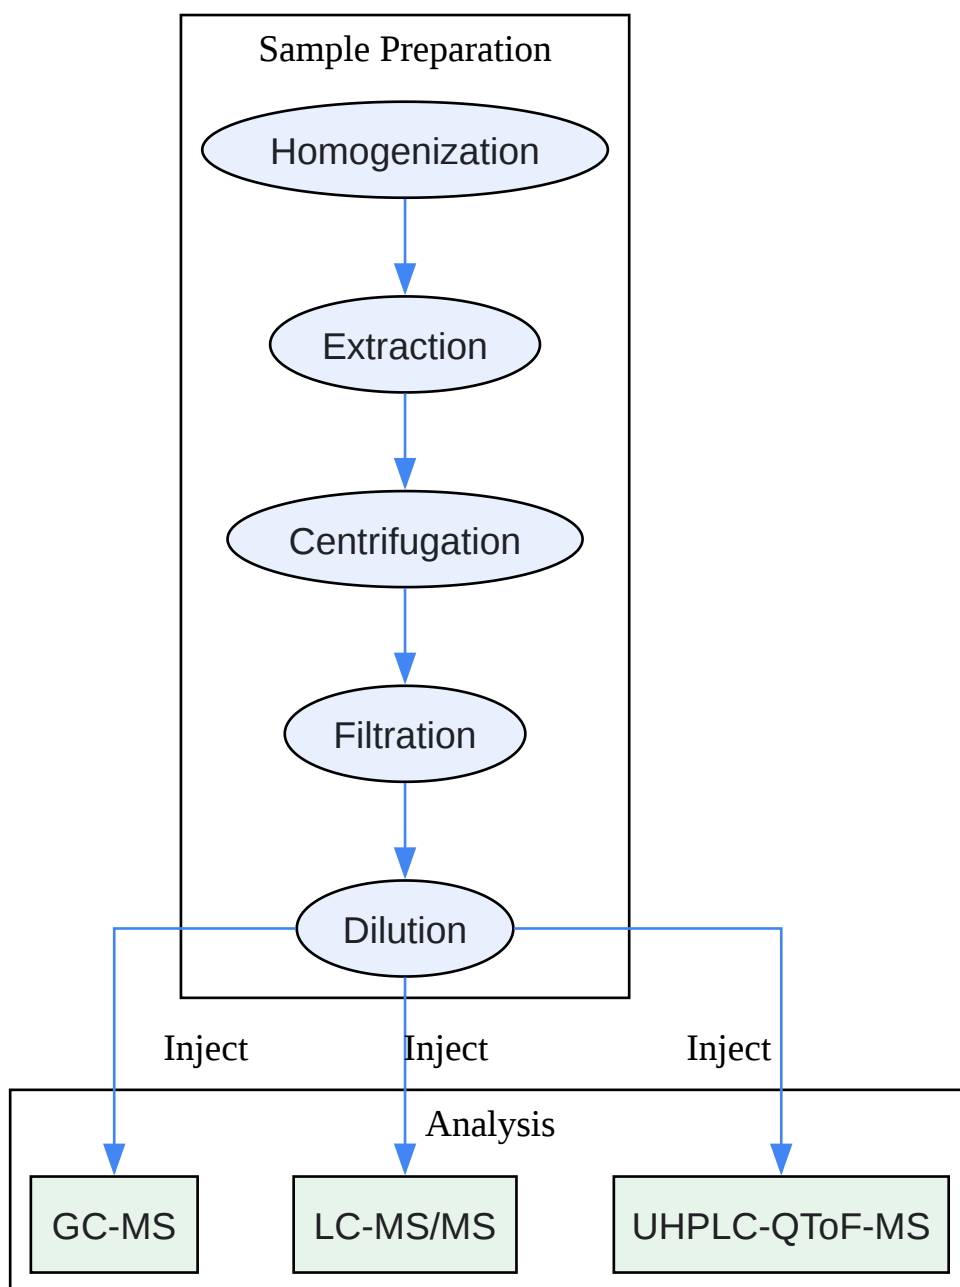 Sample Preparation
Homogenization
Extraction
Centrifugation
Filtration
Dilution
Inject
Inject
Inject
Analysis
GC-MS
LC-MS/MS
UHPLC-QToF-MS